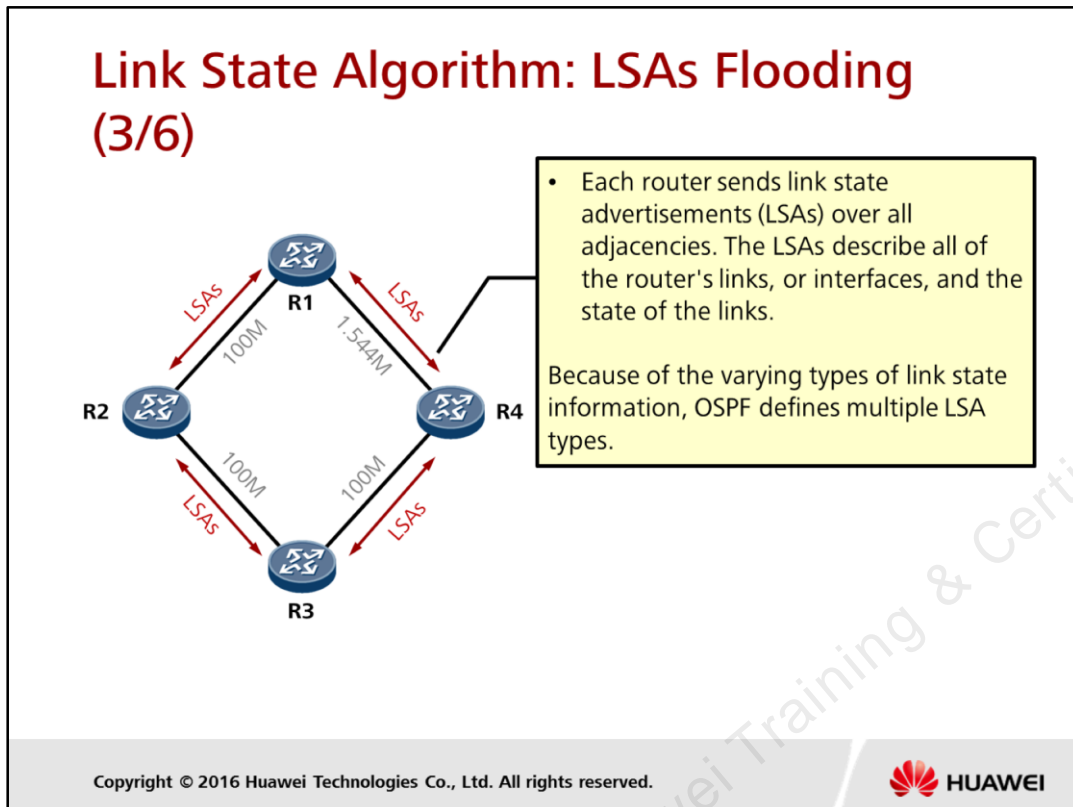 Link State Algorithm: LSAs Flooding
(3/6)
• Each router sends link state
advertisements (LSAs) over all
adjacencies. The LSAs describe all of
the router's links, or interfaces, and the
state of the links.
Because of the varying types of link state
information, OSPF defines multiple LSA
types.
R1
LSAs
100M
LSAs
1.544M
R2
R4
100M
LSAs
100M
LSAs
R3
Copyright © 2016 Huawei Technologies Co., Ltd. All rights reserved.
HUAWEI
Training & Certi